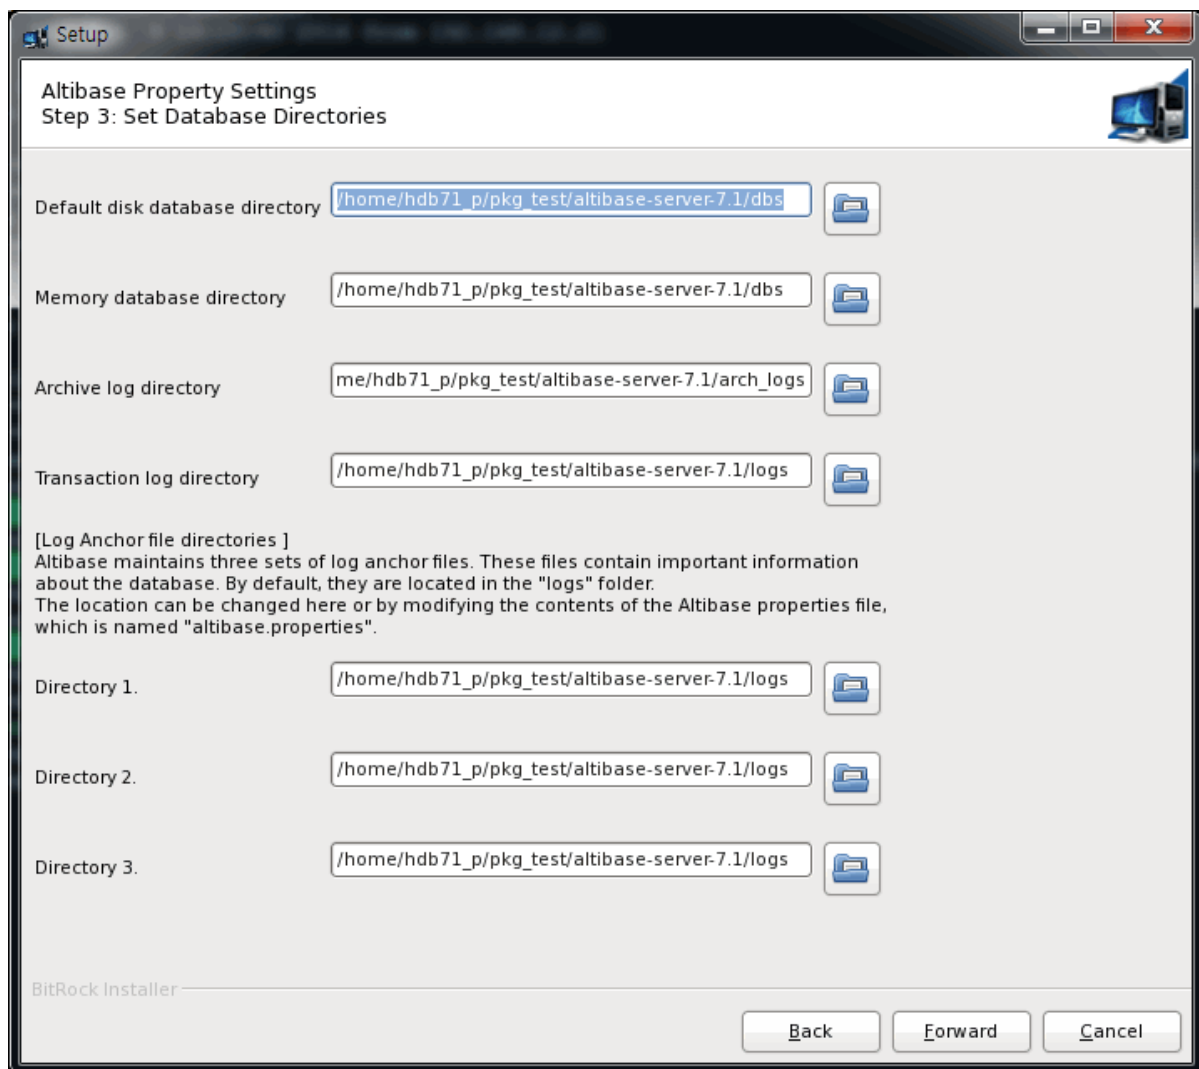 Setup
Altibase Property Settings
Step 3: Set Database Directories
Default disk database directory /home/hdb71_p/pkg_test/altibase-server-7.1/dbs
Memory database directory /home/hdb71_p/pkg_test/altibase-server-7.1/dbs
Archive log directory me/hdb71_p/pkg_test/altibase-server-7.1/arch_logs
Transaction log directory /home/hdb71_p/pkg_test/altibase-server-7.1/logs
[Log Anchor file directories ]
Altibase maintains three sets of log anchor files. These files contain important information
about the database. By default, they are located in the "logs" folder.
The location can be changed here or by modifying the contents of the Altibase properties file,
which is named "altibase.properties".
Directory 1. /home/hdb71_p/pkg_test/altibase-server-7.1/logs
Directory 2. /home/hdb71_p/pkg_test/altibase-server-7.1/logs
Directory 3. /home/hdb71_p/pkg_test/altibase-server-7.1/logs
BitRock Installer
Back Forward Cancel